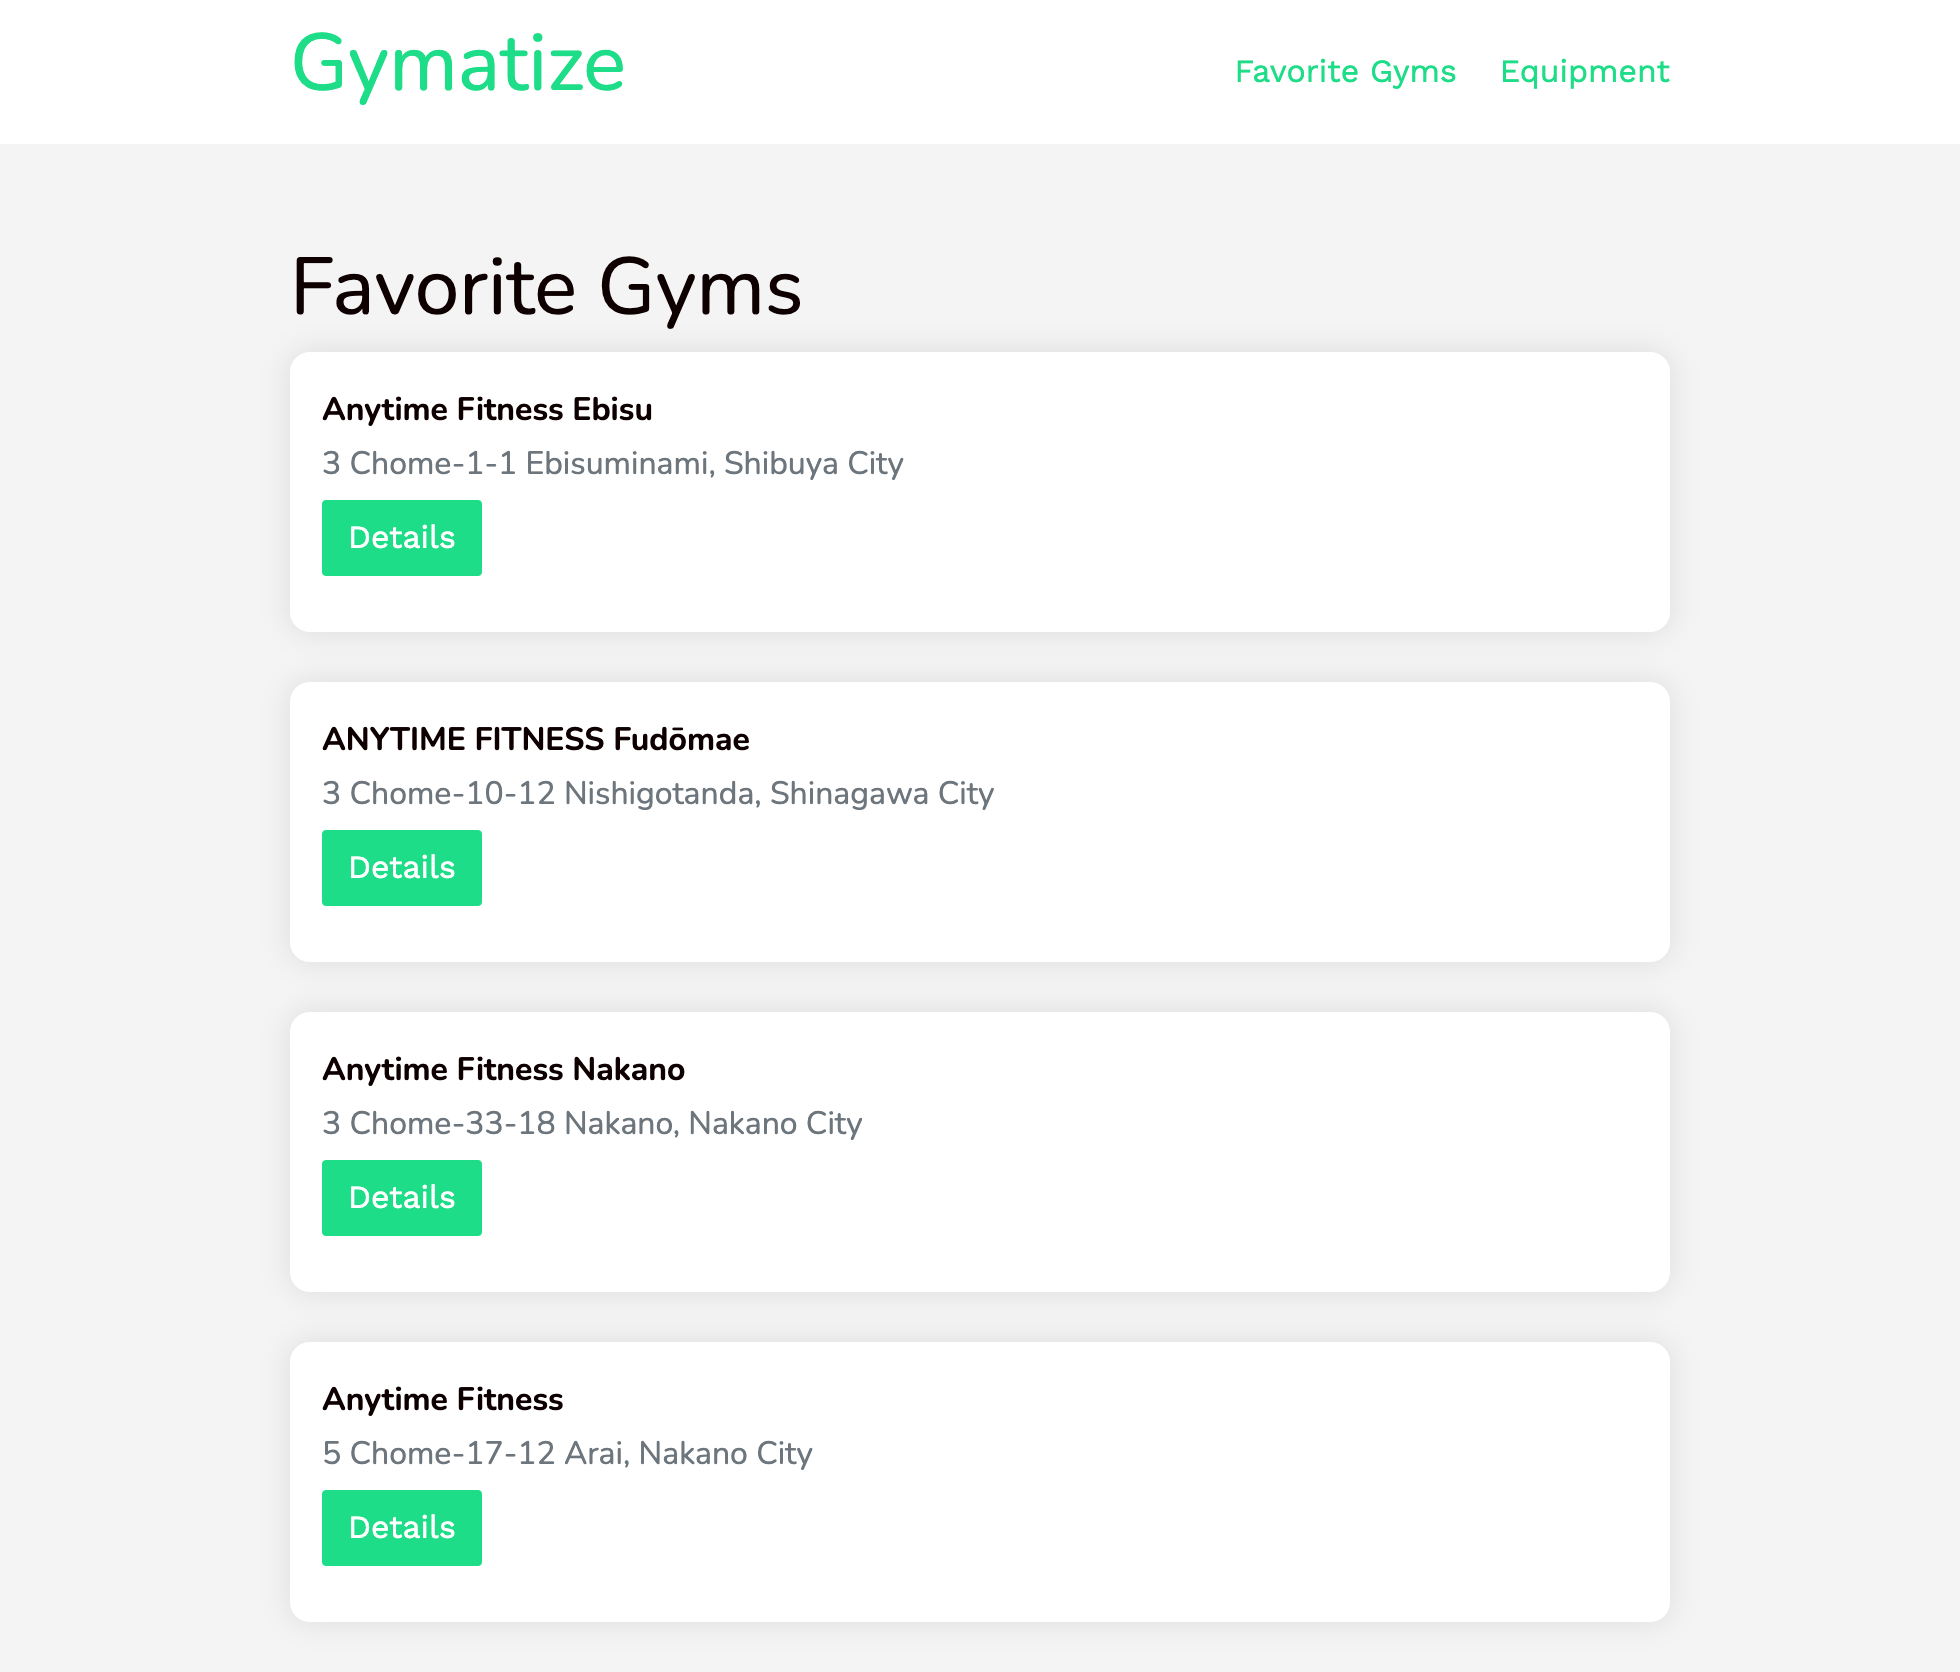 Gymatize
Favorite Gyms
Equipment
Favorite Gyms
Anytime Fitness Ebisu
3 Chome-1-1 Ebisuminami, Shibuya City
Details
ANYTIME FITNESS Fudōmae
3 Chome-10-12 Nishigotanda, Shinagawa City
Details
Anytime Fitness Nakano
3 Chome-33-18 Nakano, Nakano City
Details
Anytime Fitness
5 Chome-17-12 Arai, Nakano City
Details